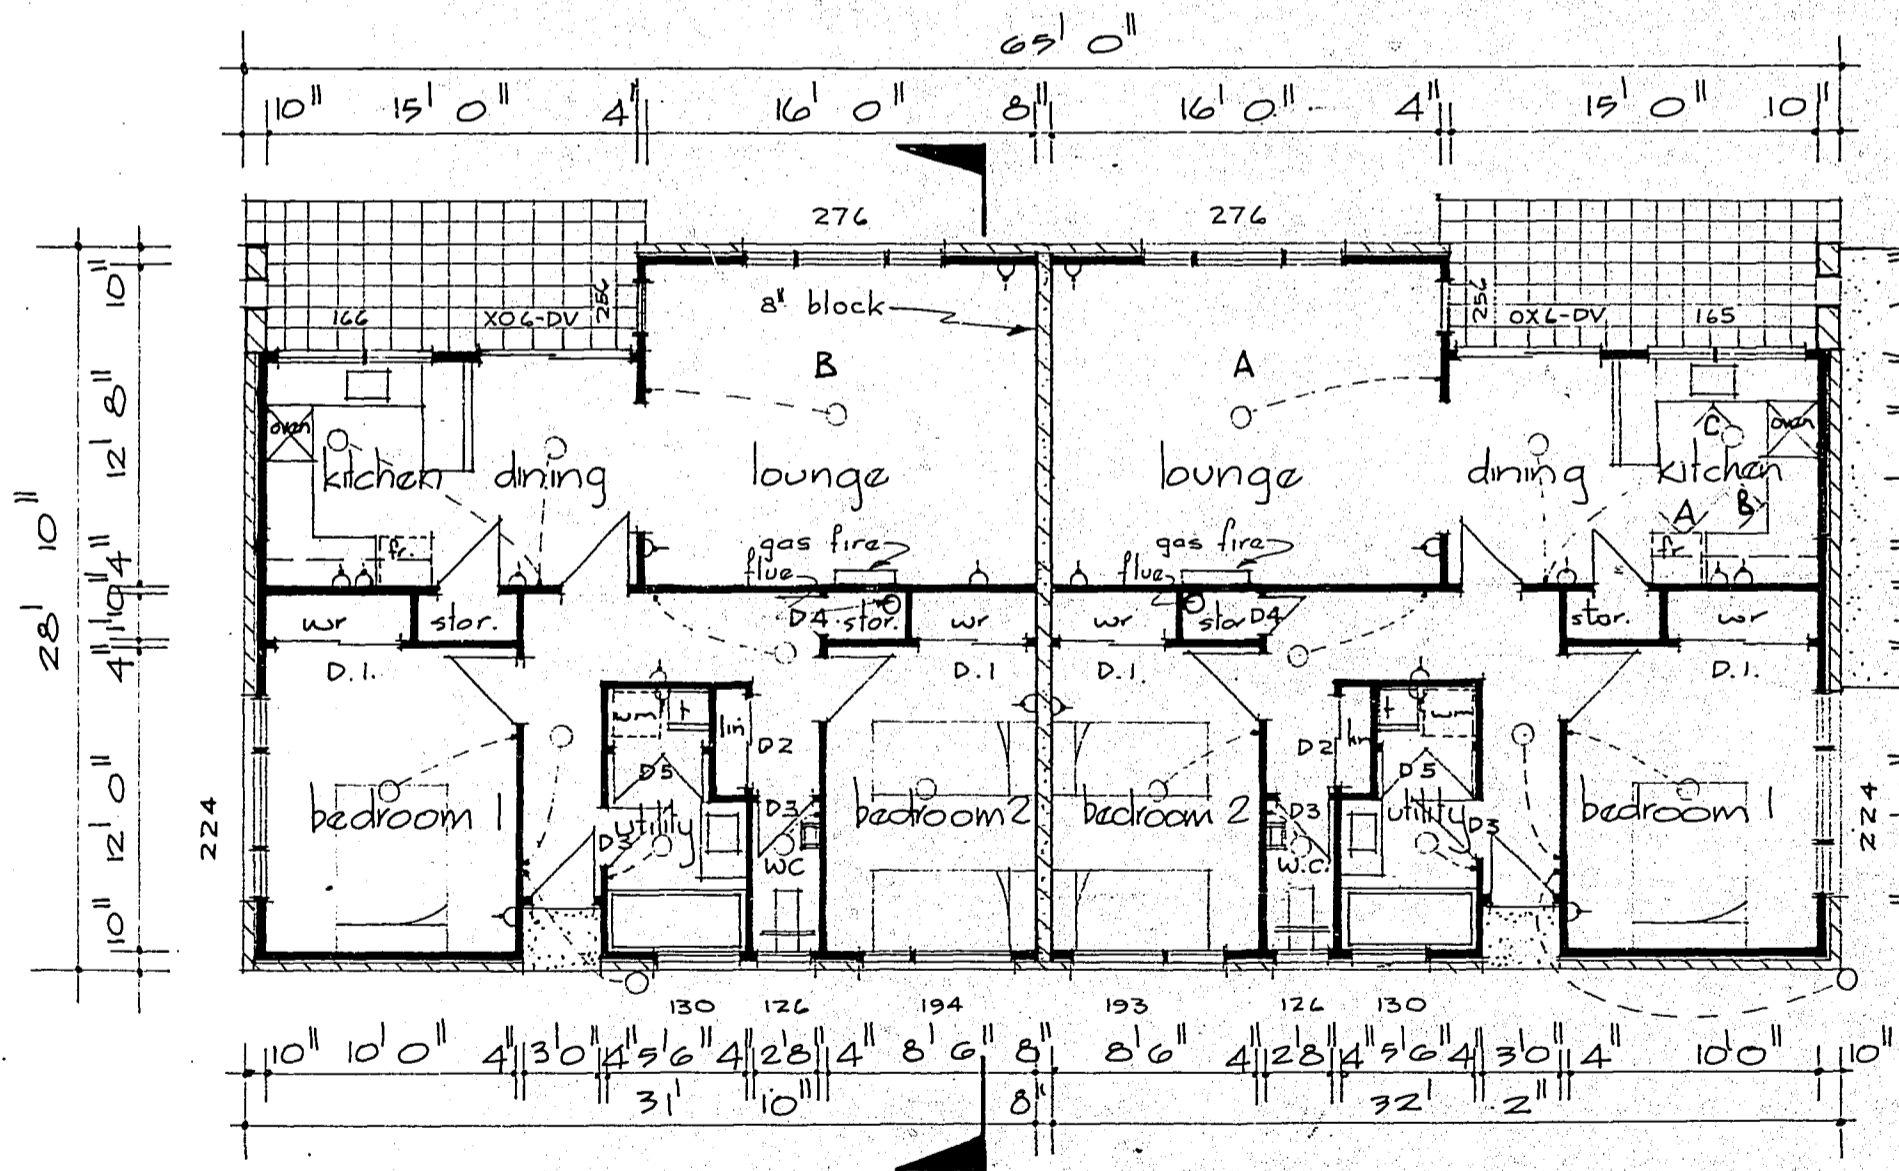 65' 0"
10" 15' 0" 4" 16' 0" 8" 16' 0" 4" 15' 0" 10"
276 276
10"
8" block
256 256
166 XO6-DV OX6-DV 165
B A
12' 8"
oven C oven
kitchen dining lounge lounge dining kitchen
A B
28' 10"
gas fire gas fire
fr. flue flue fr.
4"
1'10"
wr stor. D4 stor. wr wr stor D4 stor. wr
4"
D.1. D.1 D.1. D.1.
wm t lin t wm
D2 D2
D5 D5
12' 0"
224 bedroom 1 D3 bedroom 2 bedroom 2 D3 bedroom 1 224
D3 utility utility D3
WC W.C.
10"
130 126 194 193 126 130
10" 10'0" 4" 3'0" 4" 5'6" 4" 2'8" 4" 8'6" 8" 8'6" 4" 2'8" 4" 5'6" 4" 3'0" 4" 10'0" 10"
31' 10" 8" 32' 2"